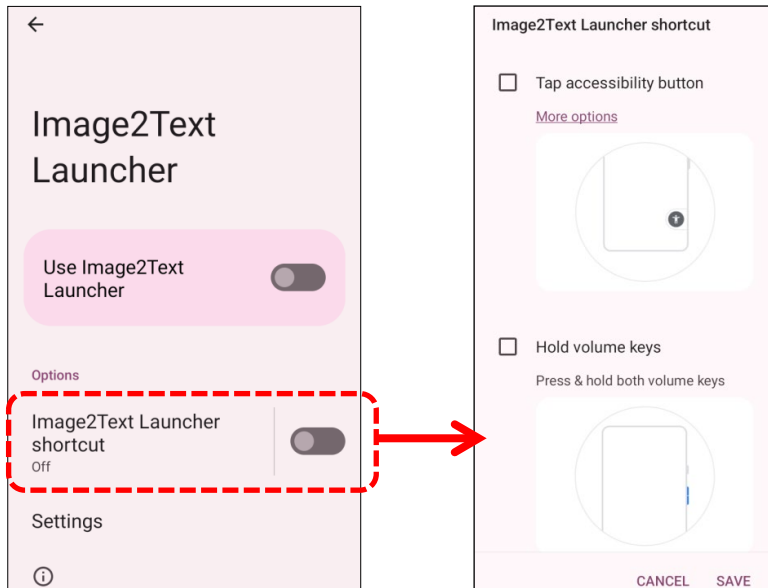 Image2Text
Launcher
Use Image2Text
Launcher
Options
Image2Text Launcher
shortcut
Off
Settings
Image2Text Launcher shortcut
Tap accessibility button
More options
Hold volume keys
Press & hold both volume keys
CANCEL SAVE